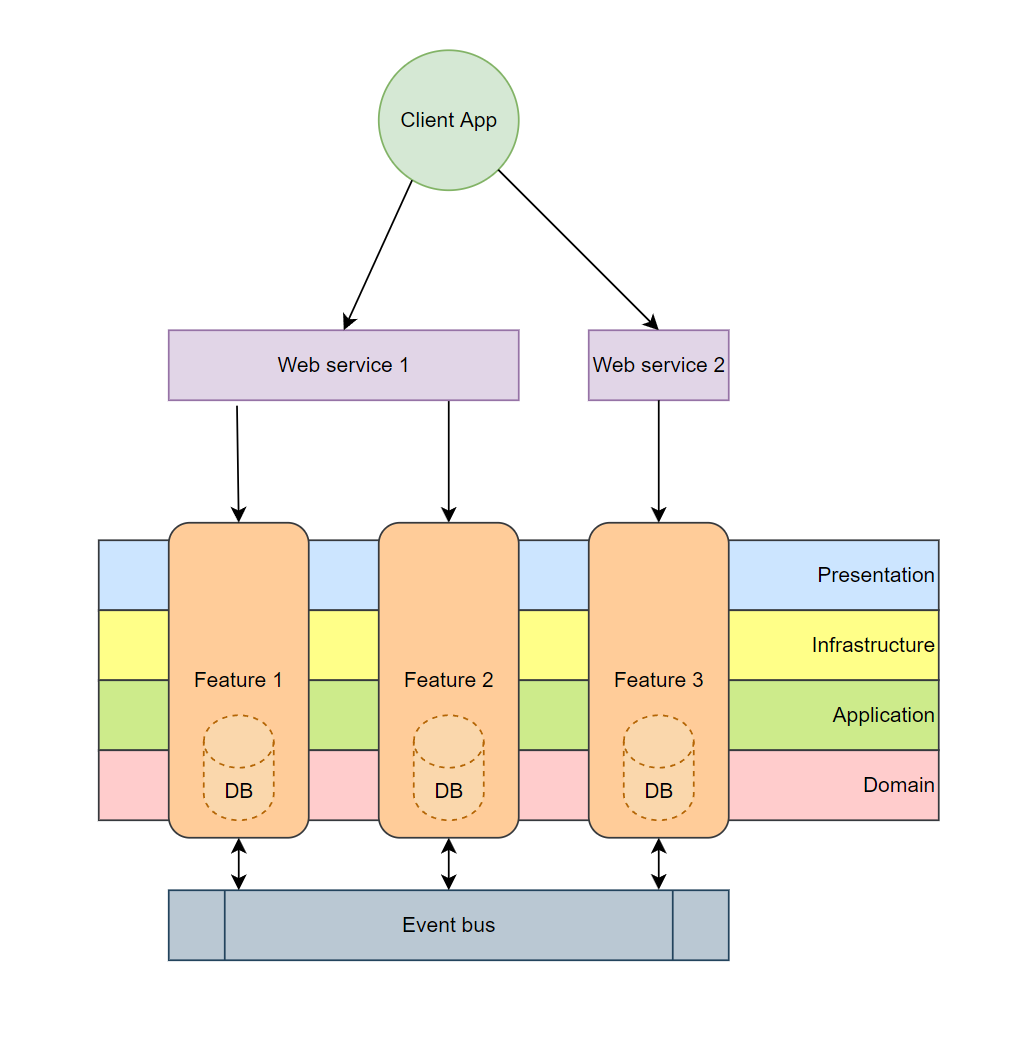 Client App
Web service 1
Web service 2
Presentation
Infrastructure
Feature 1
Feature 2
Feature 3
Application
DB
DB
DB
Domain
Event bus